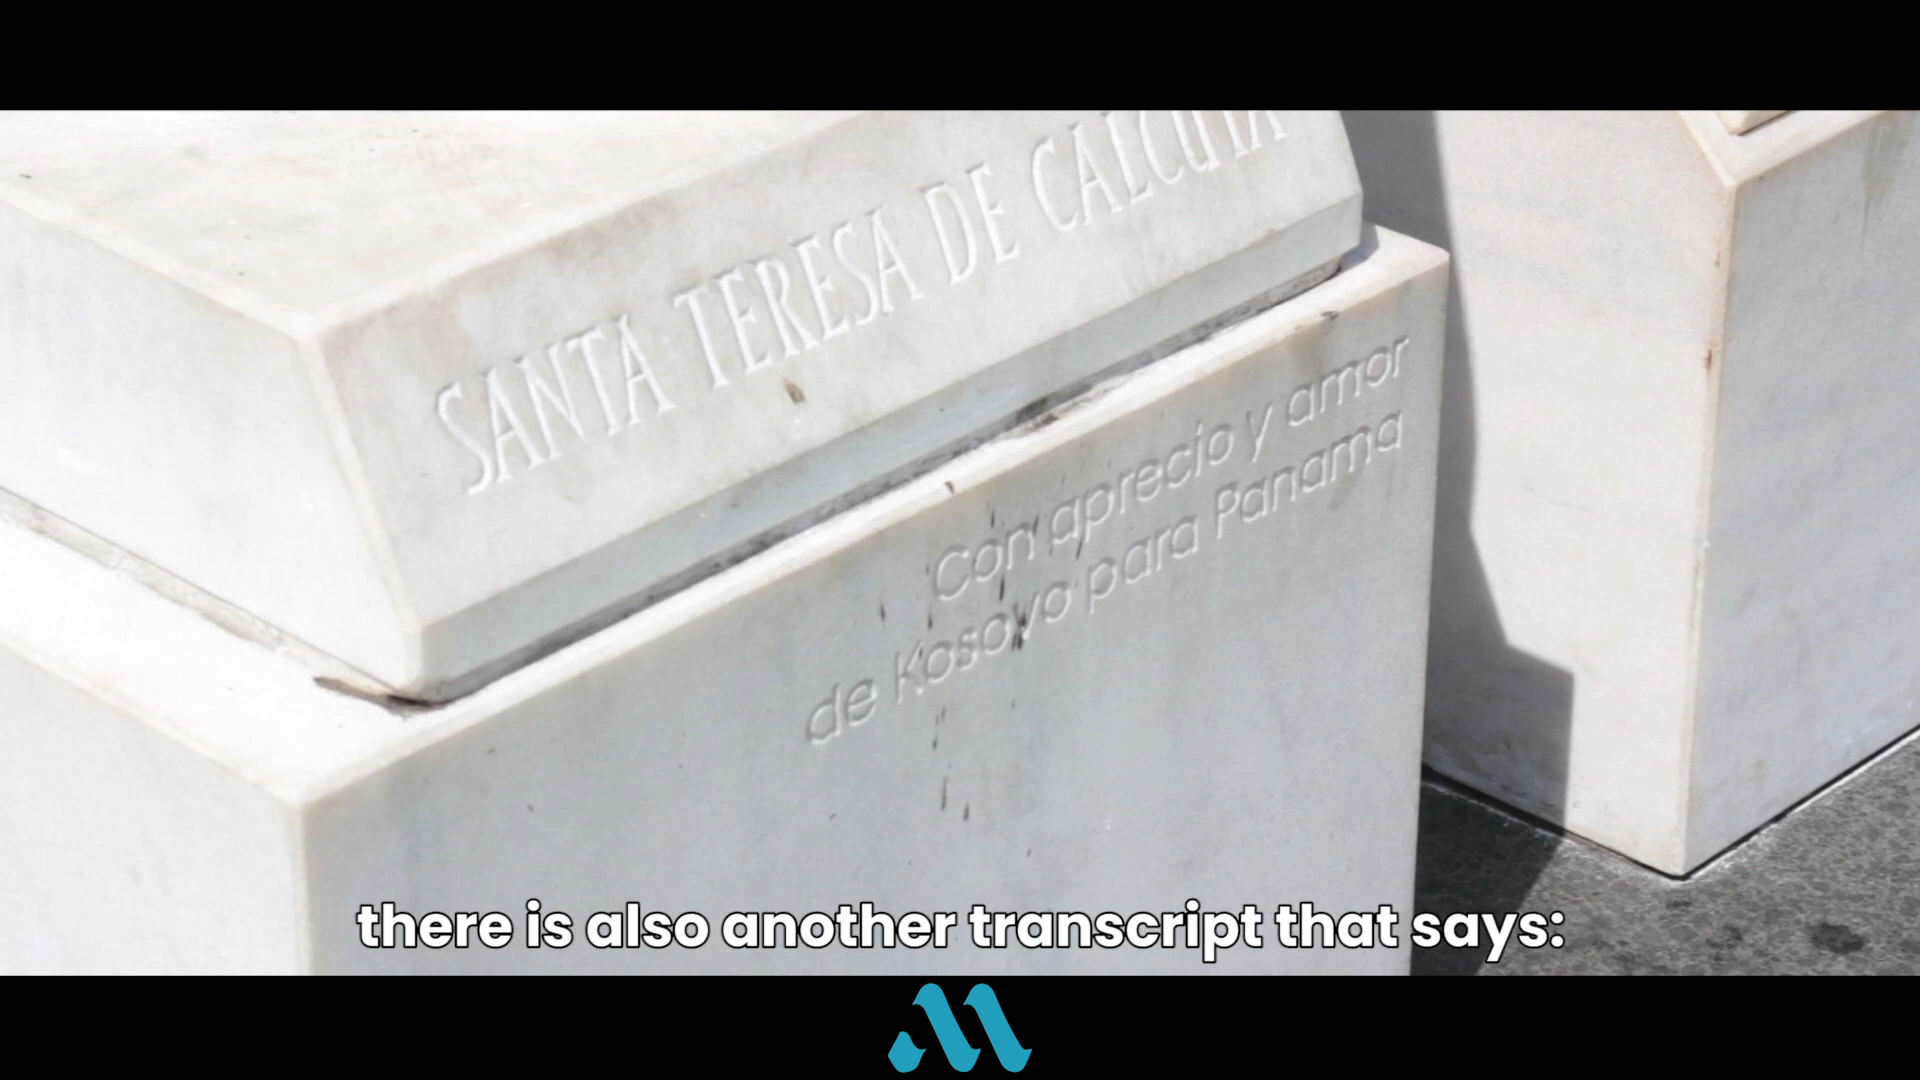 SANTA TERESA DE CALCUTA
Con aprecio y amor
de Kosovo para Panama
there is also another transcript that says: